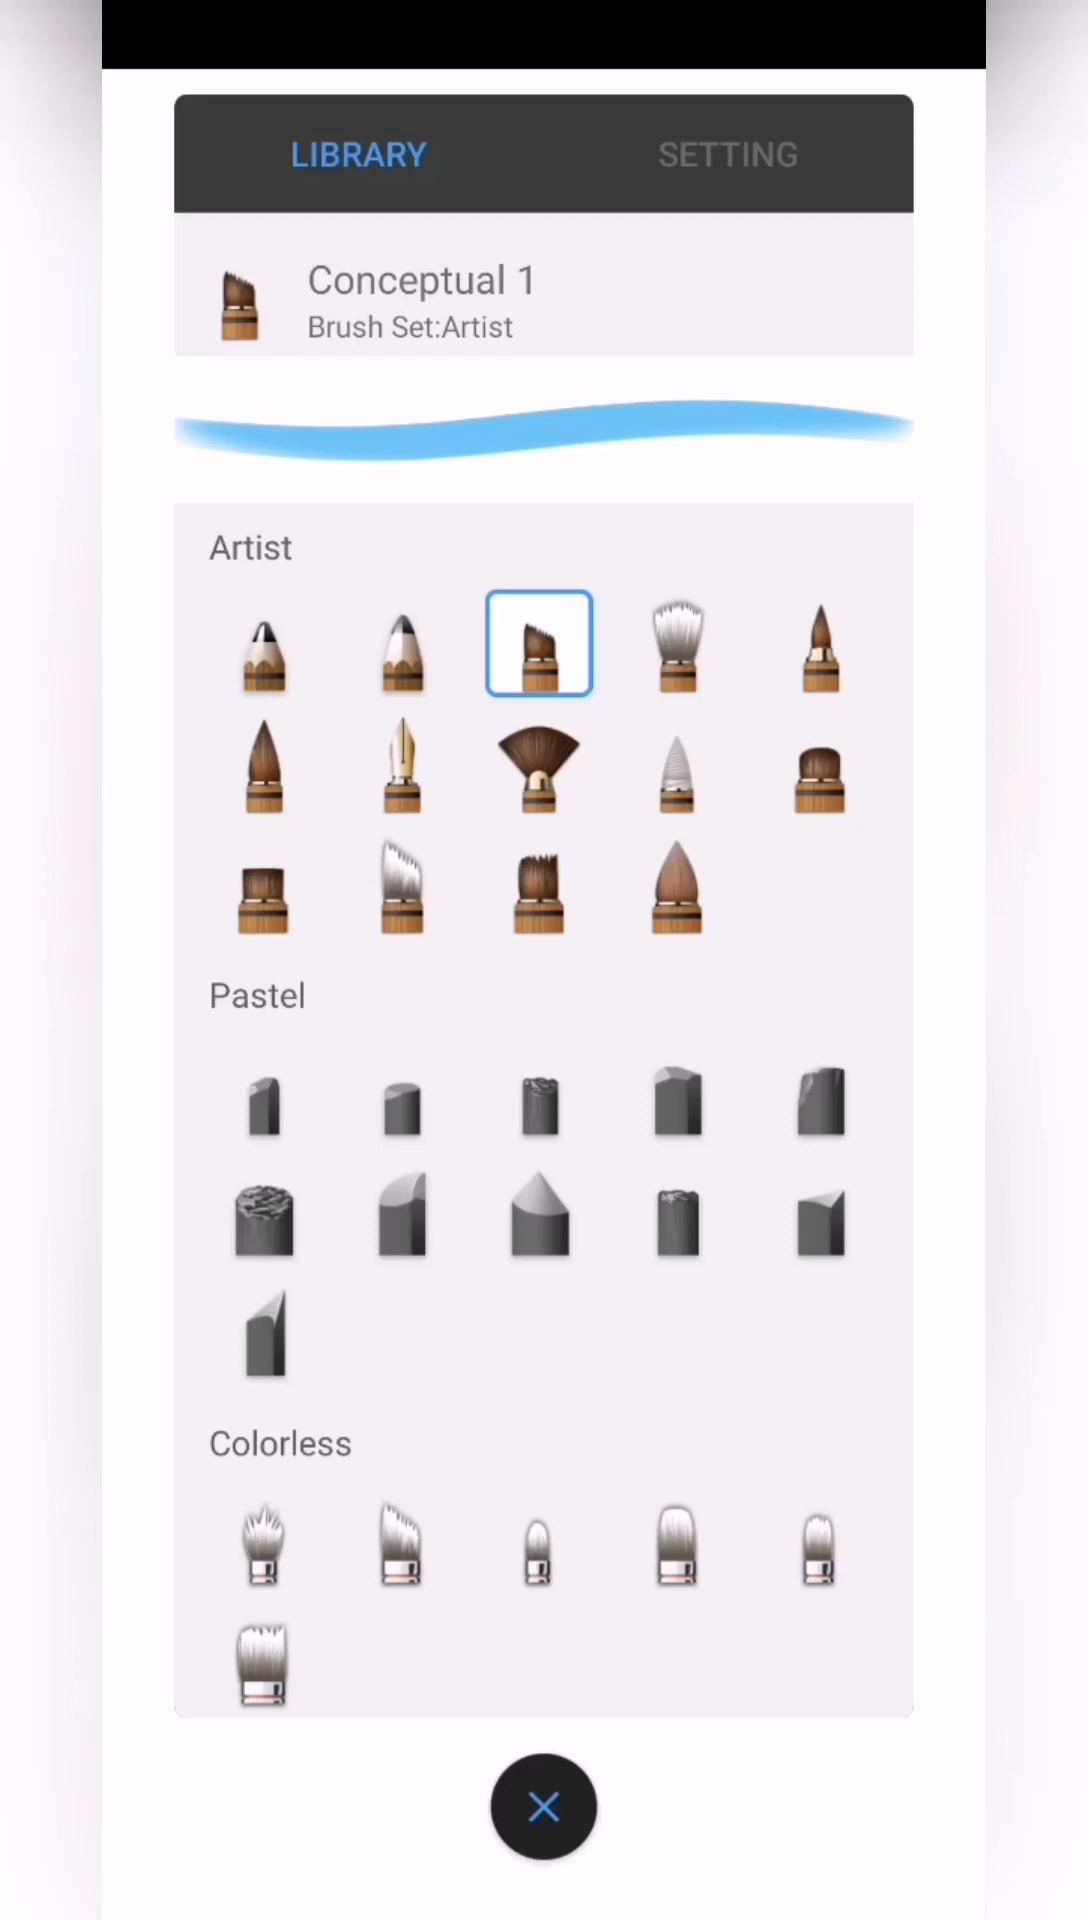 LIBRARY SETTING
Conceptual 1
Brush Set:Artist
Artist
Pastel
Colorless